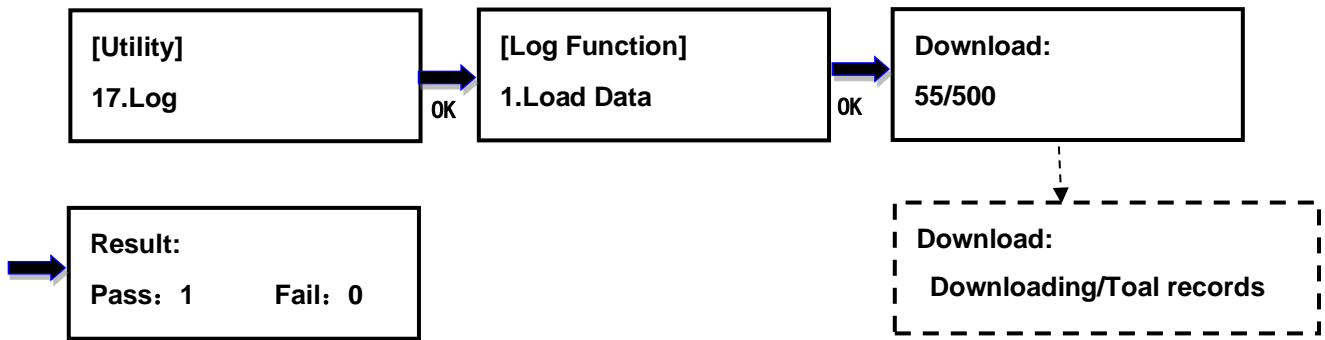 [Utility]
17.Log
OK
[Log Function]
1.Load Data
OK
Download:
55/500
Result:
Pass：1 Fail：0
Download:
Downloading/Toal records